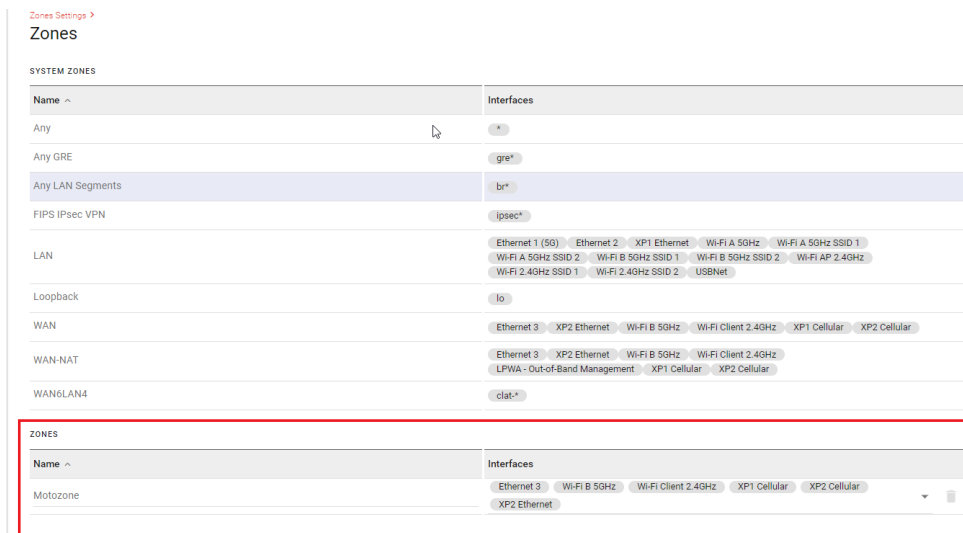 Zones Settings >
Zones
SYSTEM ZONES
Name Interfaces
Any *
Any GRE gre*
Any LAN Segments br*
FIPS IPsec VPN ipsec*
Ethernet 1 (5G) Ethernet 2 XP1 Ethernet Wi-Fi A 5GHz Wi-Fi A 5GHz SSID 1
LAN Wi-Fi A 5GHz SSID 2 Wi-Fi B 5GHz SSID 1 Wi-Fi B 5GHz SSID 2 Wi-Fi AP 2.4GHz
Wi-Fi 2.4GHz SSID 1 Wi-Fi 2.4GHz SSID 2 USBNet
Loopback lo
WAN Ethernet 3 XP2 Ethernet Wi-Fi B 5GHz Wi-Fi Client 2.4GHz XP1 Cellular XP2 Cellular
WAN-NAT Ethernet 3 XP2 Ethernet Wi-Fi B 5GHz Wi-Fi Client 2.4GHz
LPWA - Out-of-Band Management XP1 Cellular XP2 Cellular
WAN6LAN4 clat-*
ZONES
Name Interfaces
Motozone Ethernet 3 Wi-Fi B 5GHz Wi-Fi Client 2.4GHz XP1 Cellular XP2 Cellular
XP2 Ethernet